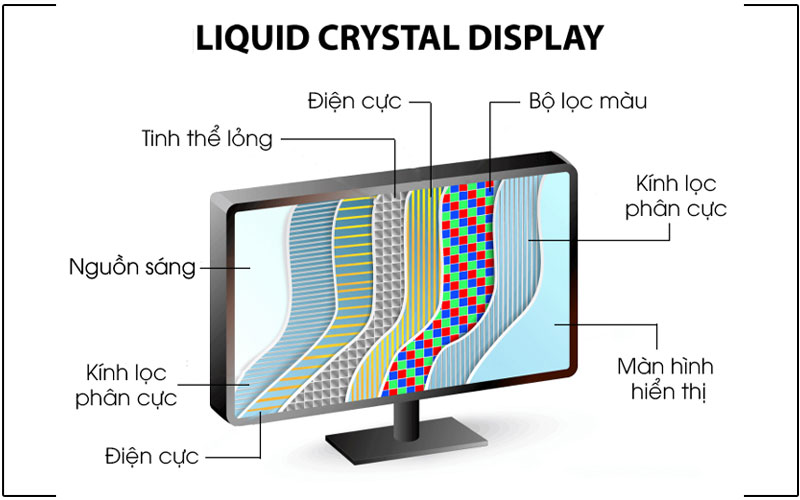 LIQUID CRYSTAL DISPLAY
Điện cực
Bộ lọc màu
Tinh thể lỏng
Kính lọc
phân cực
Nguồn sáng
Màn hình
hiển thị
Kính lọc
phân cực
Điện cực